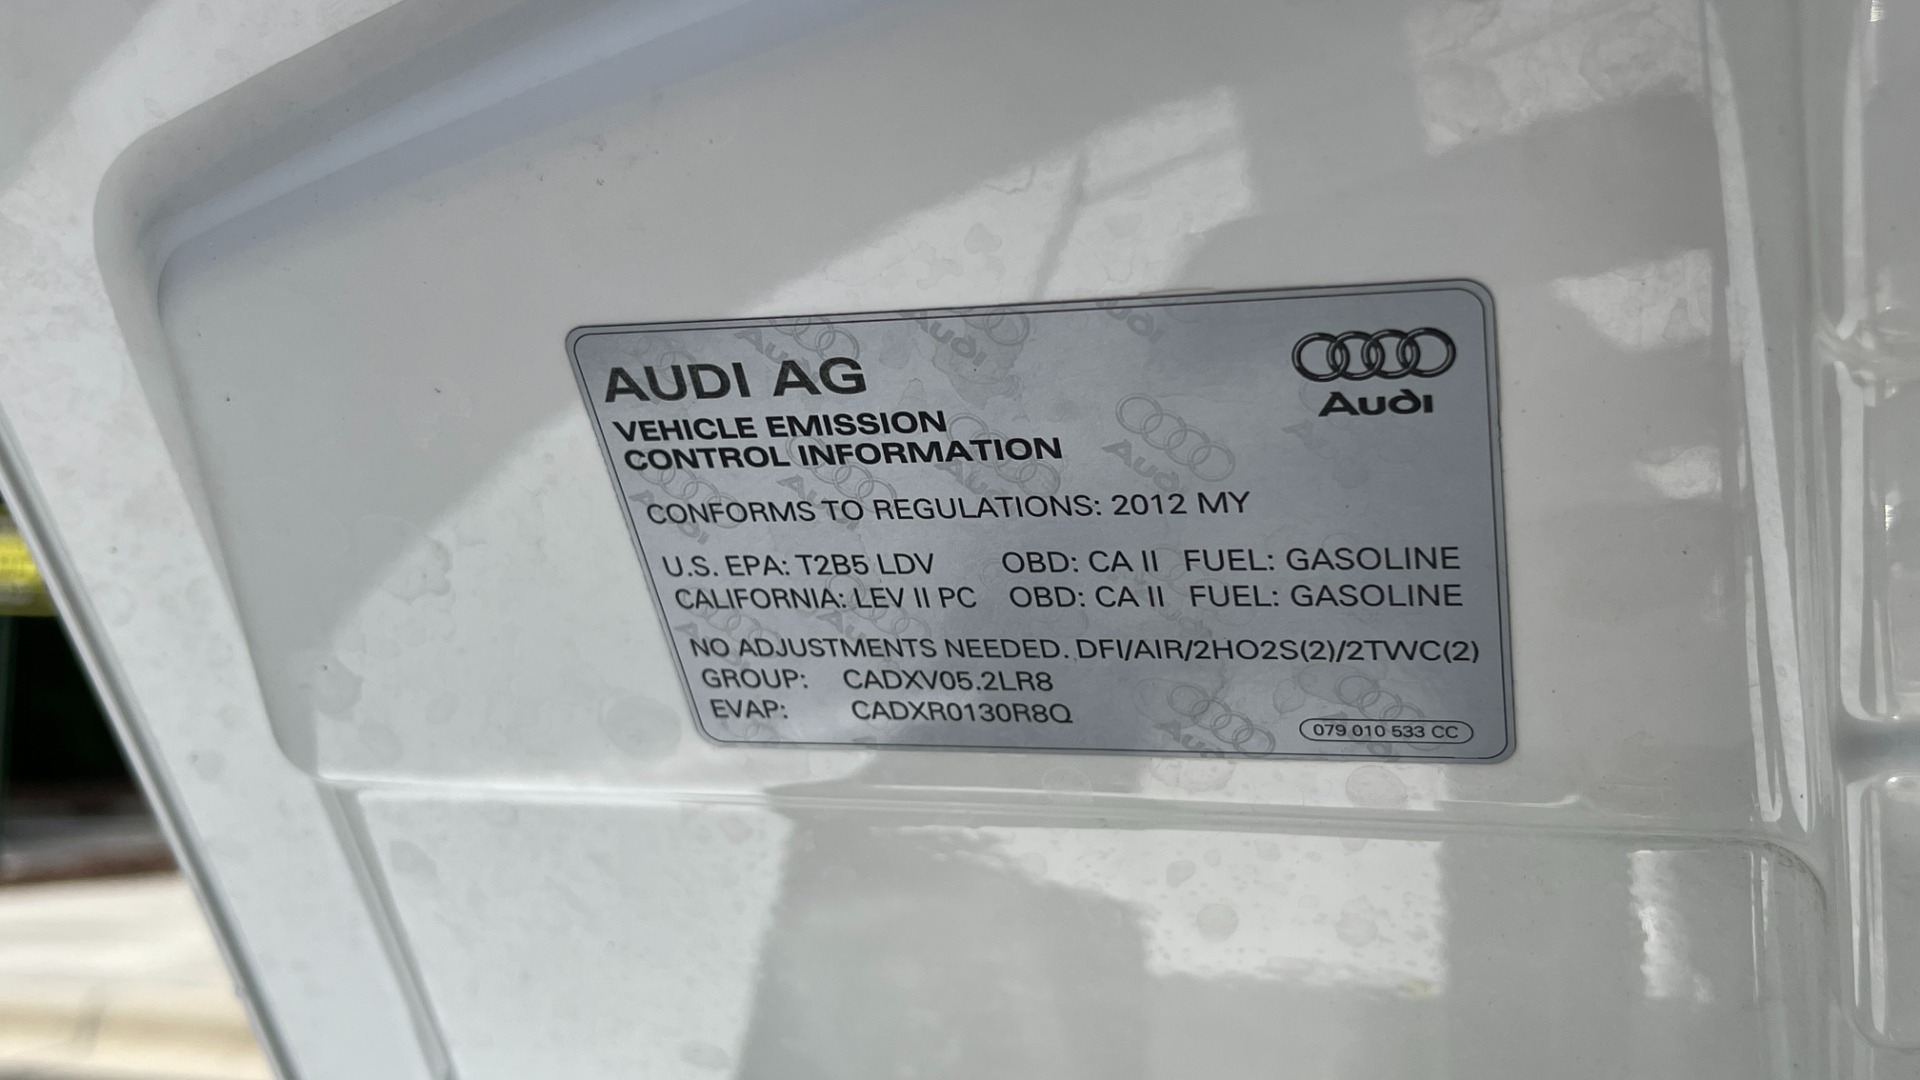 AUDI AG
Audi
VEHICLE EMISSION
CONTROL INFORMATION
CONFORMS TO REGULATIONS: 2012 MY
U.S. EPA: T2B5 LDV OBD: CA II FUEL: GASOLINE
CALIFORNIA: LEV II PC OBD: CA II FUEL: GASOLINE
NO ADJUSTMENTS NEEDED. DFI/AIR/2HO2S(2)/2TWC(2)
GROUP: CADXV05.2LR8
EVAP: CADXR0130R8Q
079 010 533 CC